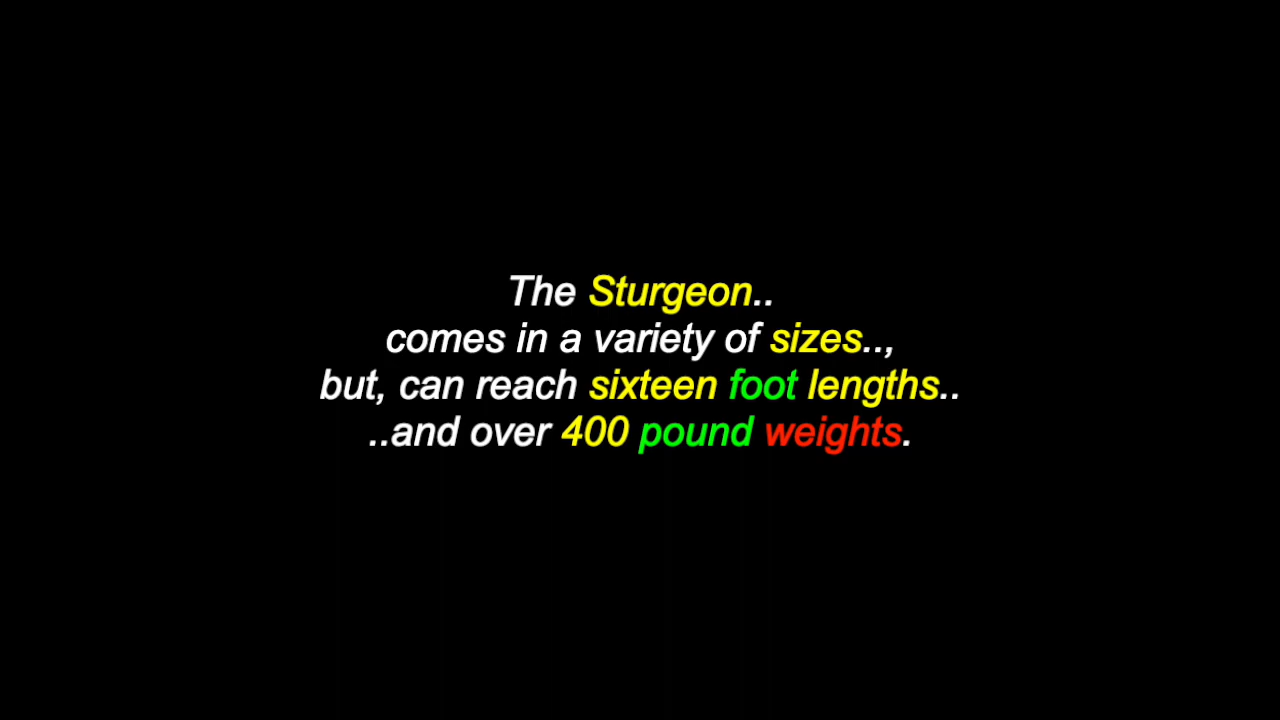 The Sturgeon..
comes in a variety of sizes..,
but, can reach sixteen foot lengths..
..and over 400 pound weights.